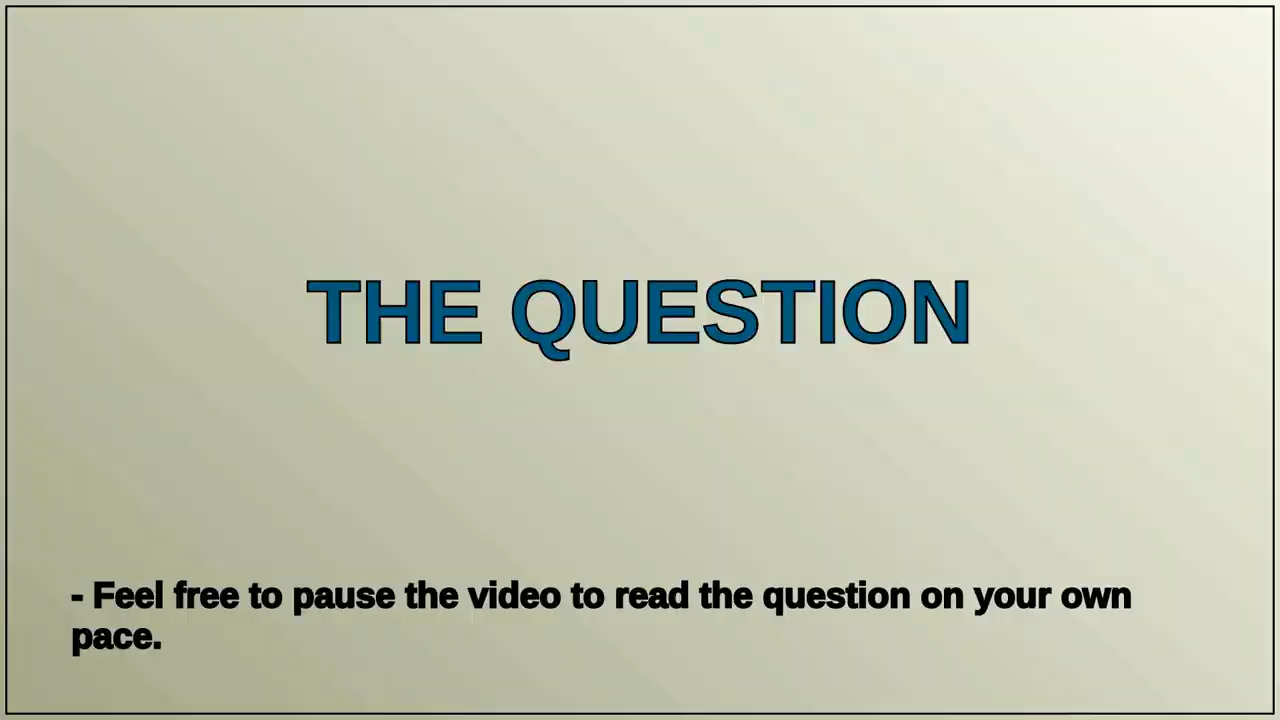 THE QUESTION
- Feel free to pause the video to read the question on your own
pace.